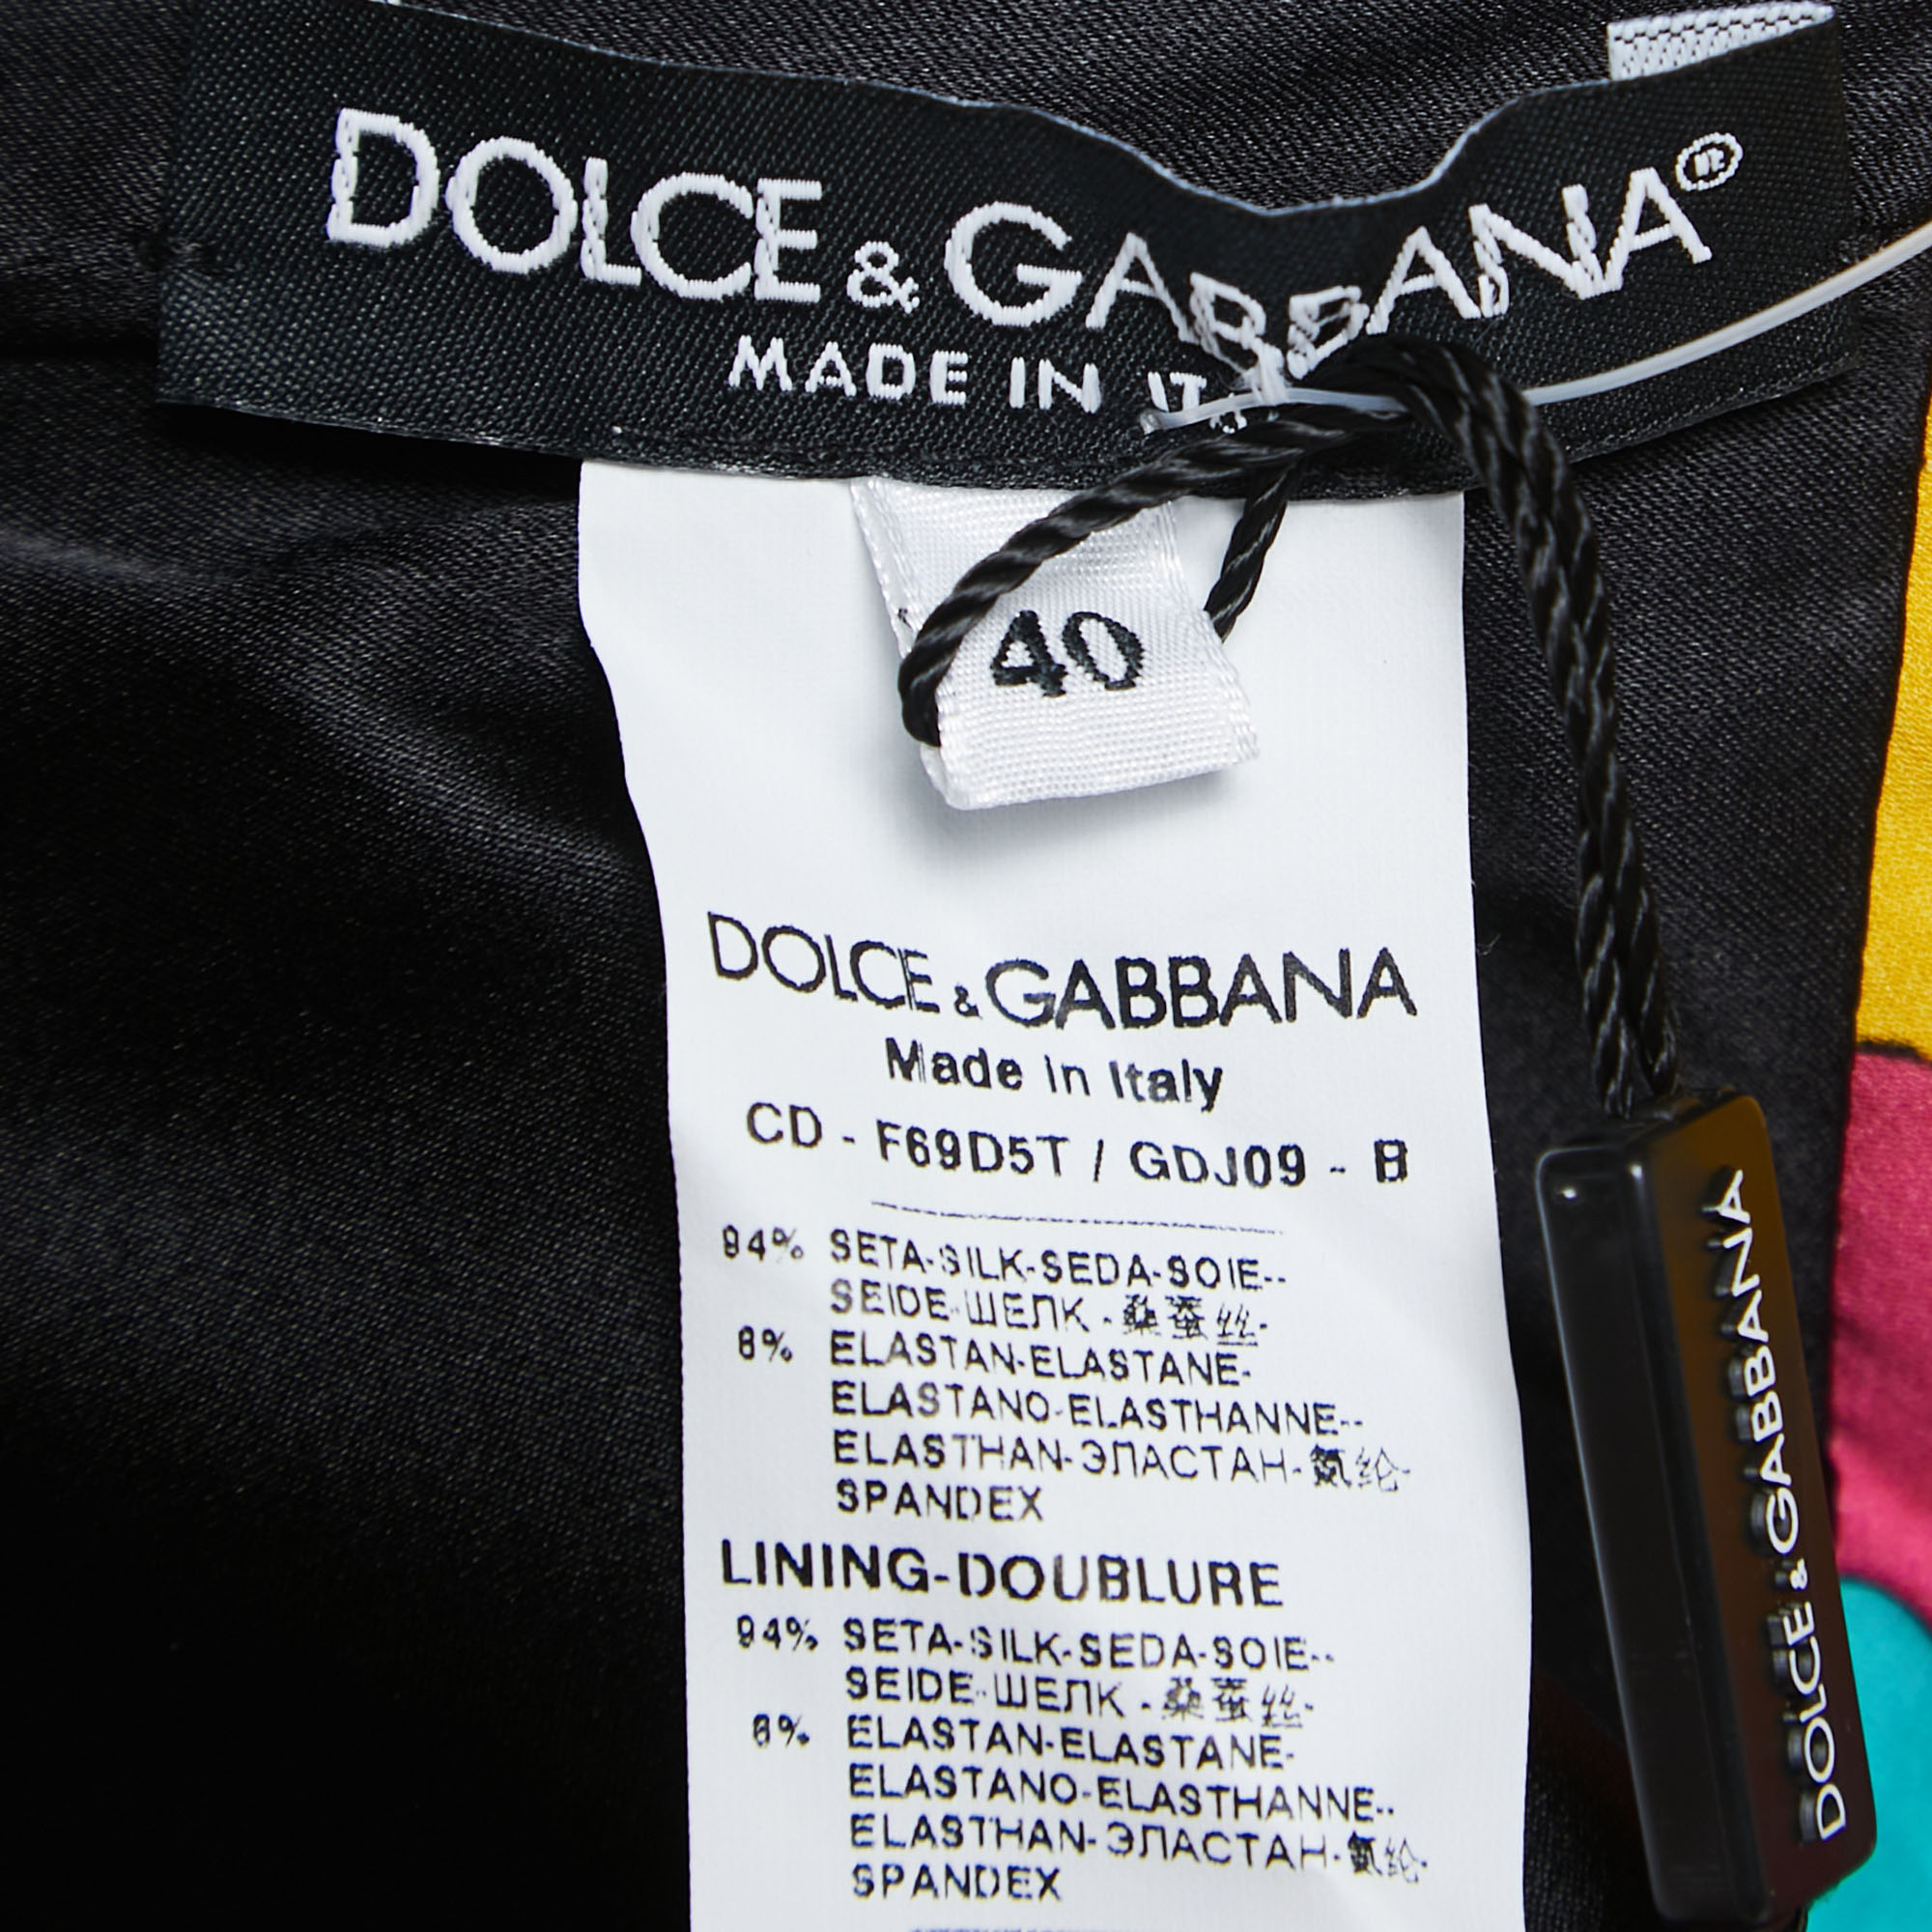 DOLCE & GABBANA®
MADE IN
40
DOLCE & GABBANA
Made in Italy
CD - F69D5T / GDJ09 - B
94% SETA-SILK-SEDA-SOIE--
SEIDE-ШЕЛК - 桑蚕丝-
6% ELASTAN-ELASTANE-
ELASTANO-ELASTHANNE--
ELASTHAN-ЭЛАСТАН-氨纶-
SPANDEX
LINING-DOUBLURE
94% SETA-SILK-SEDA-SOIE--
SEIDE-ШЕЛК - 桑蚕丝-
6% ELASTAN-ELASTANE-
ELASTANO-ELASTHANNE--
ELASTHAN-ЭЛАСТАН-氨纶-
SPANDEX
DOLCE & GABBANA